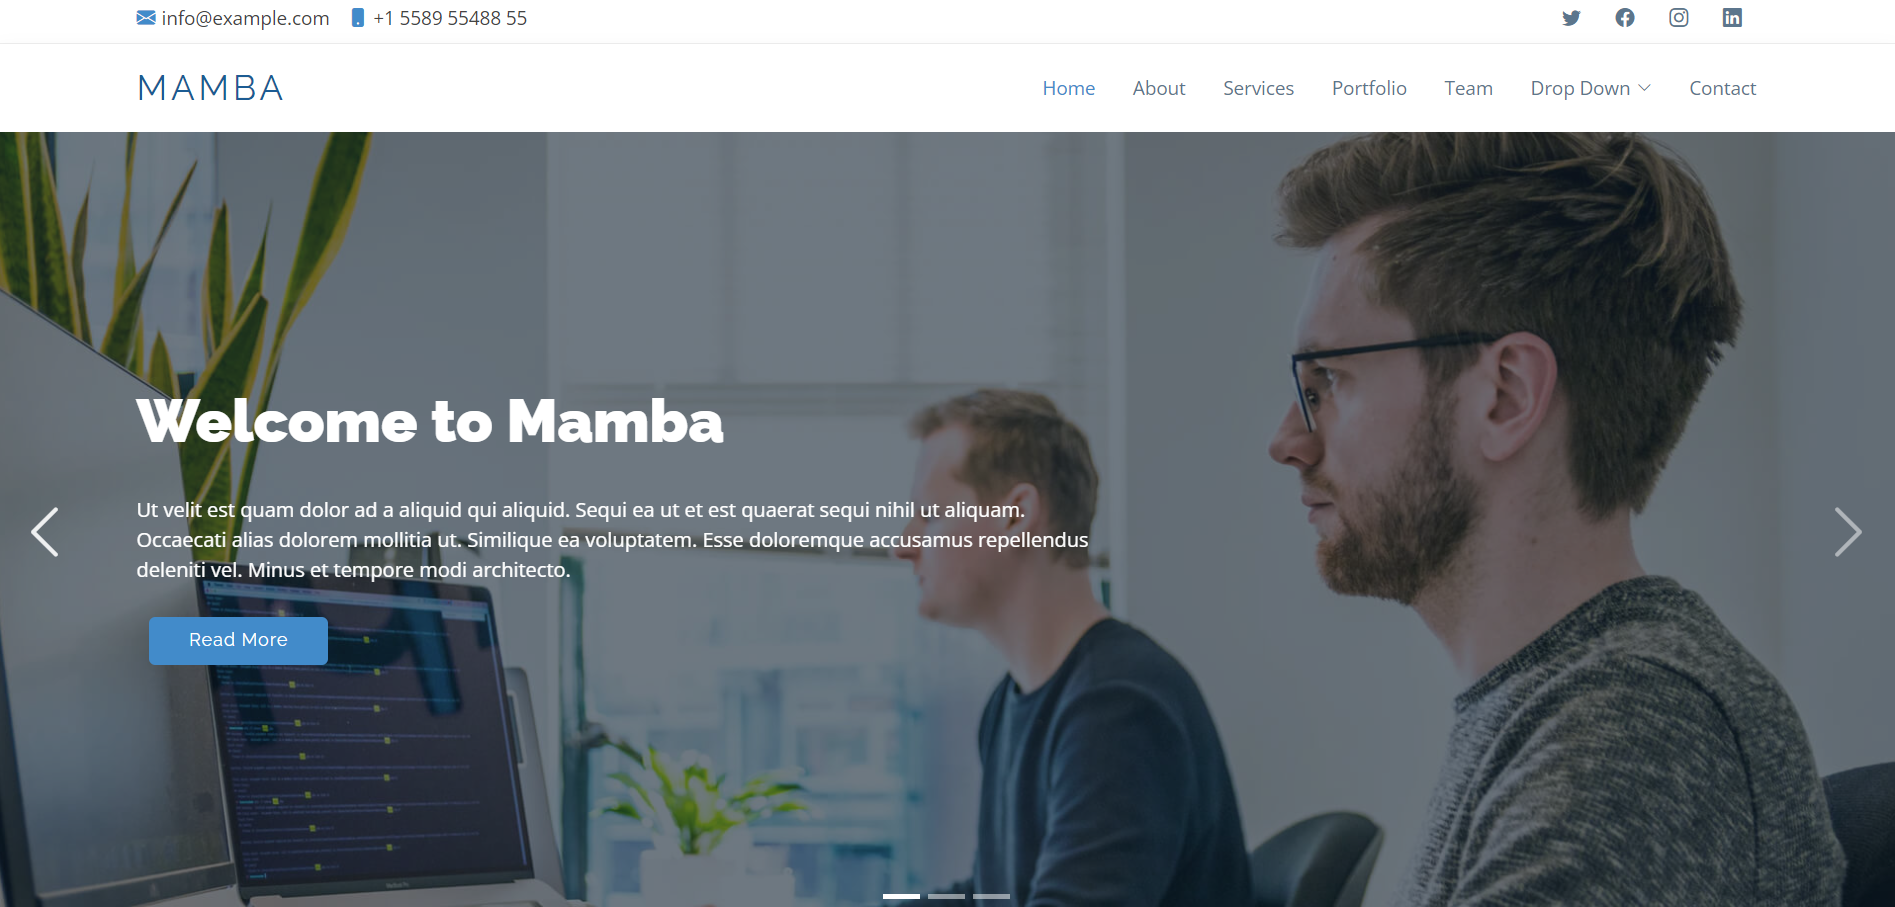 info@example.com +1 5589 55488 55
MAMBA
Home About Services Portfolio Team Drop Down Contact
Welcome to Mamba
Ut velit est quam dolor ad a aliquid qui aliquid. Sequi ea ut et est quaerat sequi nihil ut aliquam.
Occaecati alias dolorem mollitia ut. Similique ea voluptatem. Esse doloremque accusamus repellendus
deleniti vel. Minus et tempore modi architecto.
Read More